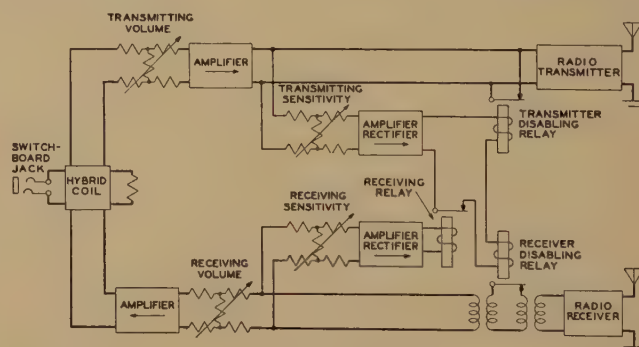 TRANSMITTING
VOLUME
AMPLIFIER
RADIO
TRANSMITTER
TRANSMITTING
SENSITIVITY
AMPLIFIER
RECTIFIER
TRANSMITTER
DISABLING
RELAY
SWITCH-
BOARD
JACK
HYBRID
COIL
RECEIVING
RELAY
RECEIVING
SENSITIVITY
AMPLIFIER
RECTIFIER
RECEIVER
DISABLING
RELAY
RECEIVING
VOLUME
AMPLIFIER
RADIO
RECEIVER